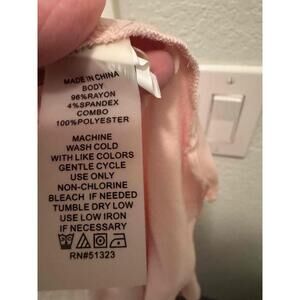 MADE IN CHINA
BODY
96%RAYON
4%SPANDEX
COMBO
100%POLYESTER
MACHINE
WASH COLD
WITH LIKE COLORS
GENTLE CYCLE
USE ONLY
NON-CHLORINE
BLEACH IF NEEDED
TUMBLE DRY LOW
USE LOW IRON
IF NECESSARY
RN#51323